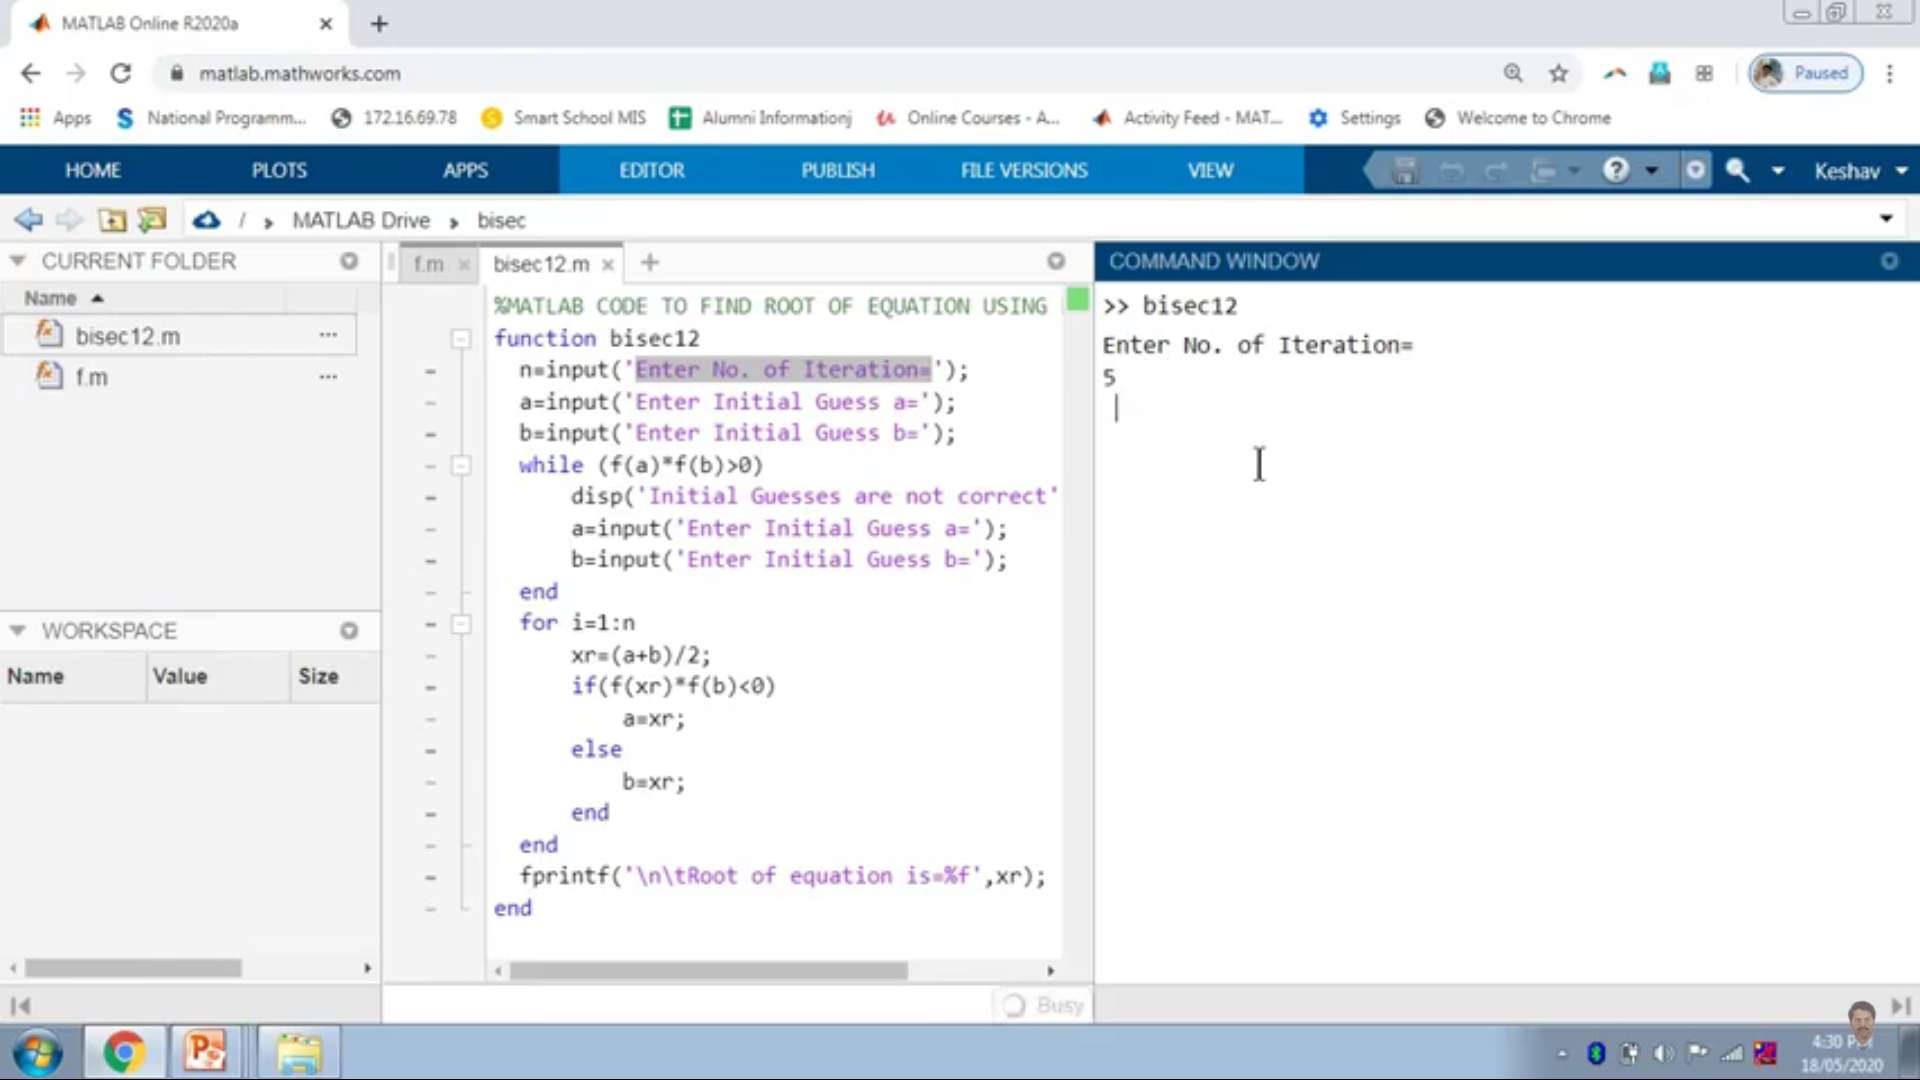 MATLAB Online R2020a
matlab.mathworks.com
Paused
Apps National Programm... 172.16.69.78 Smart School MIS Alumni Informationj Online Courses - A... Activity Feed - MAT... Settings Welcome to Chrome
HOME PLOTS APPS EDITOR PUBLISH FILE VERSIONS VIEW Keshav
/ MATLAB Drive bisec
CURRENT FOLDER
Name
bisec12.m
f.m
WORKSPACE
Name Value Size
f.m bisec12.m
%MATLAB CODE TO FIND ROOT OF EQUATION USING
function bisec12
n=input('Enter No. of Iteration=');
a=input('Enter Initial Guess a=');
b=input('Enter Initial Guess b=');
while (f(a)*f(b)>0)
disp('Initial Guesses are not correct'
a=input('Enter Initial Guess a=');
b=input('Enter Initial Guess b=');
end
for i=1:n
xr=(a+b)/2;
if(f(xr)*f(b)<0)
a=xr;
else
b=xr;
end
end
fprintf('\n\tRoot of equation is=%f',xr);
end
Busy
COMMAND WINDOW
>> bisec12
Enter No. of Iteration=
5
4:30
18/05/2020